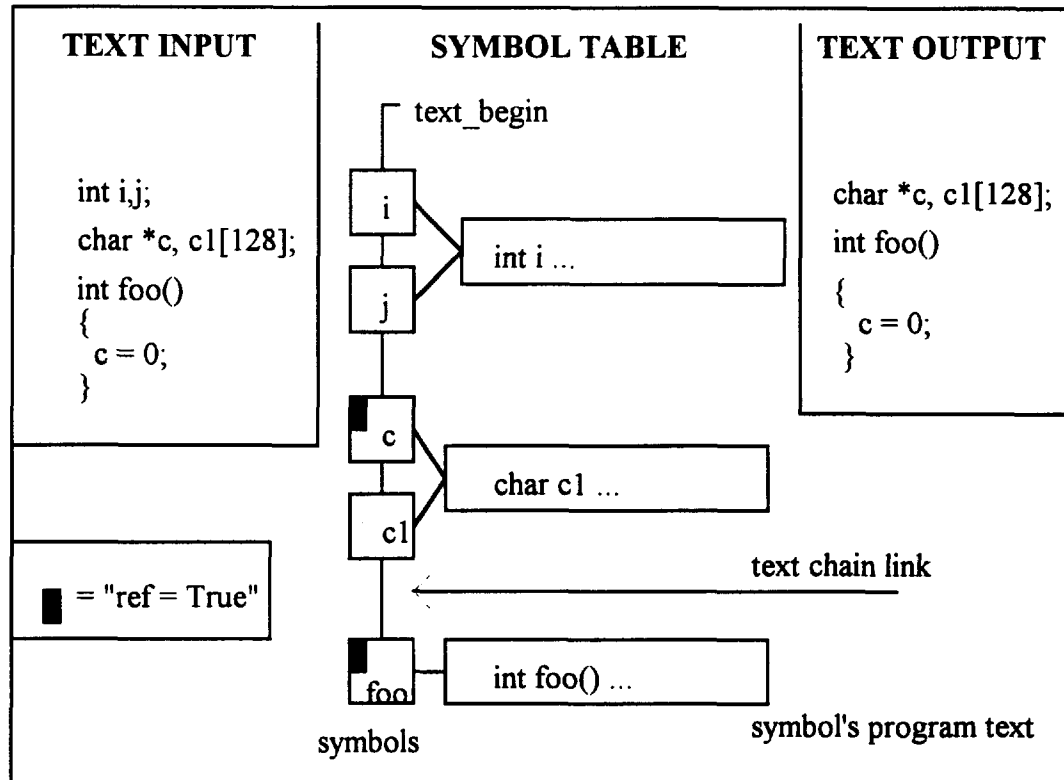 TEXT INPUT
int i,j;
char *c, c1[128];
int foo()
{
c = 0;
}
SYMBOL TABLE
text_begin
i
j
int i ...
c
c1
char c1 ...
text chain link
foo
int foo() ...
symbols
symbol's program text
TEXT OUTPUT
char *c, c1[128];
int foo()
{
c = 0;
}
= "ref = True"